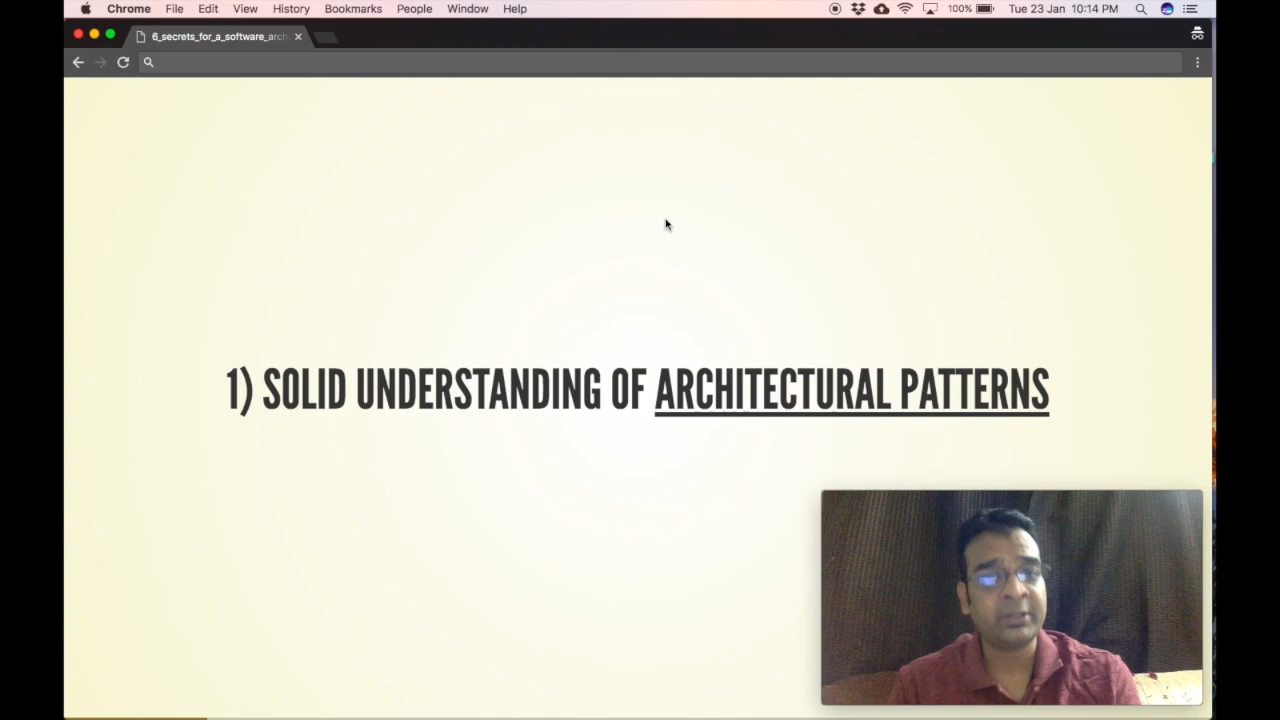 Chrome File Edit View History Bookmarks People Window Help 100% Tue 23 Jan 10:14 PM
6_secrets_for_a_software_arch
1) SOLID UNDERSTANDING OF ARCHITECTURAL PATTERNS